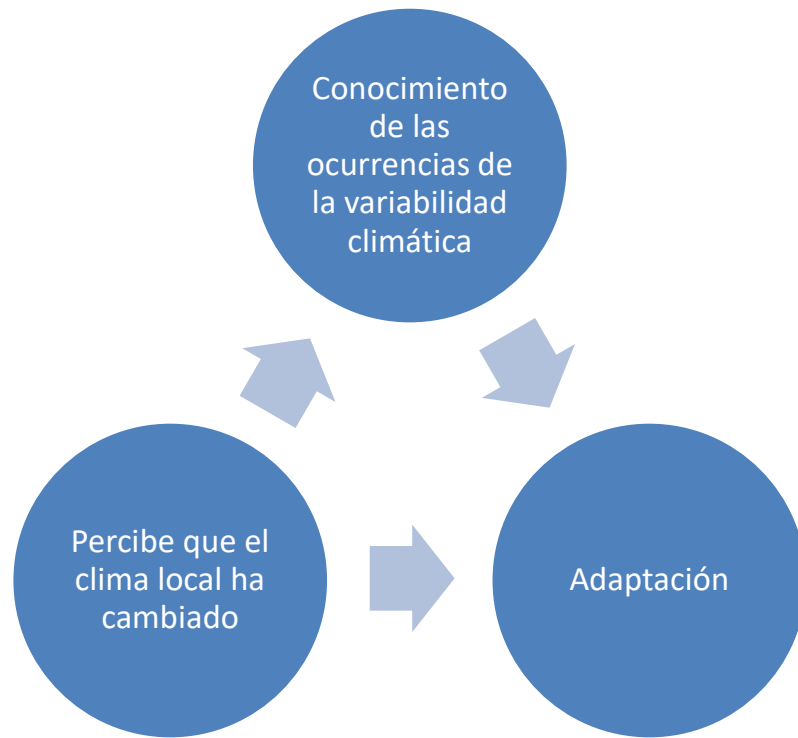 Conocimiento
de las
ocurrencias de
la variabilidad
climática
Percibe que el
clima local ha
cambiado
Adaptación